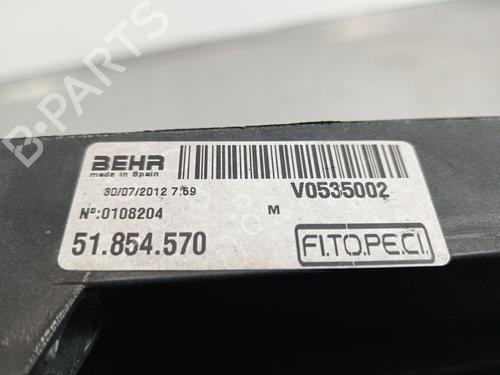 B-PARTS
BEHR
made in Spain
30/07/2012 7:59
V0535002
Nº:0108204
M
51.854.570
FI.TO.PE.CI.